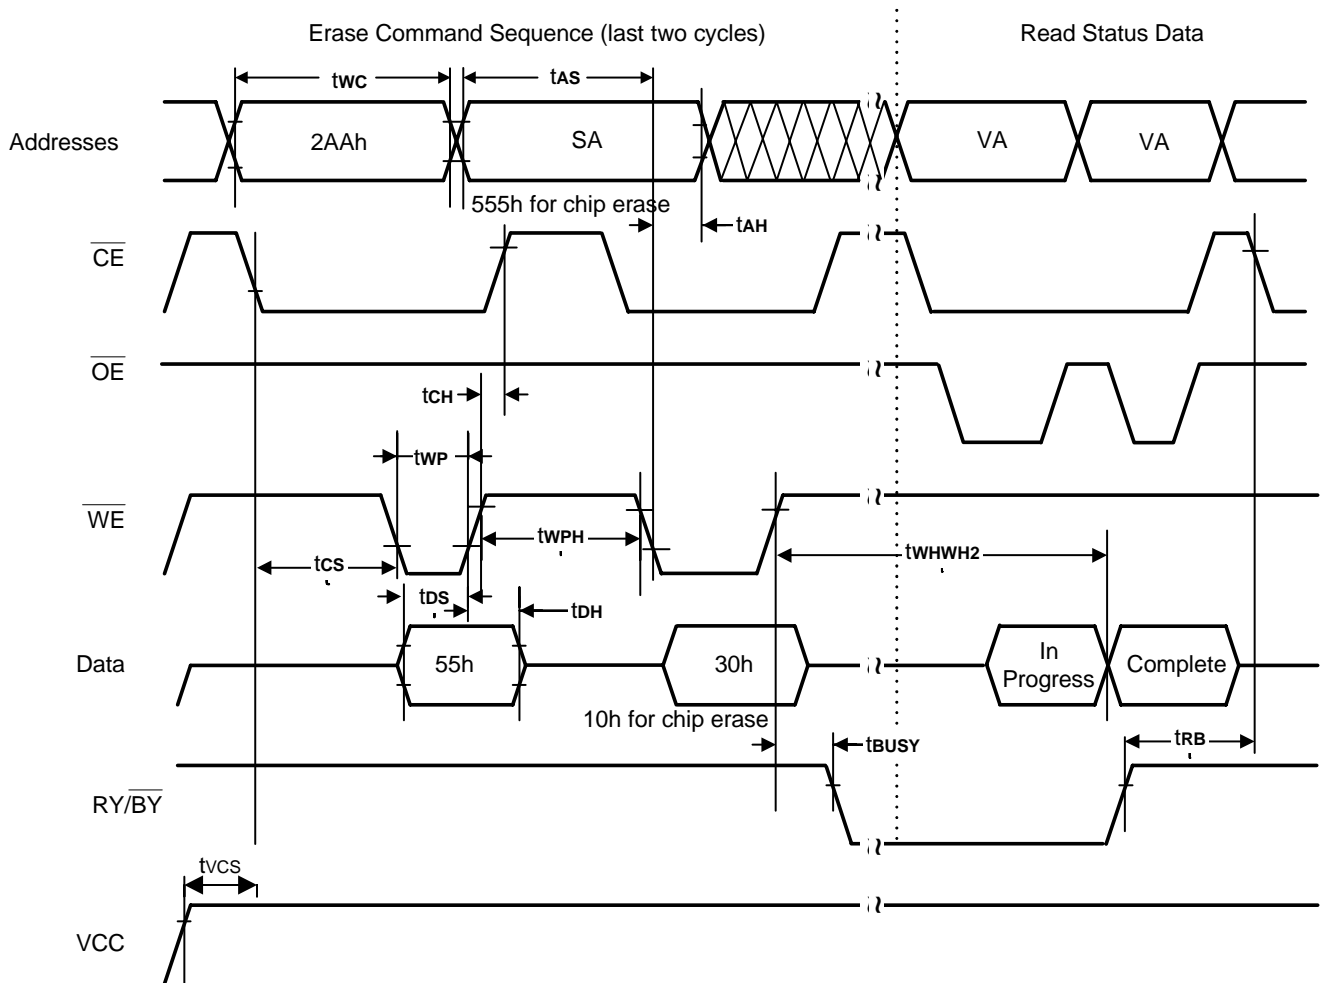 Erase Command Sequence (last two cycles)
Read Status Data
tWC
tAS
Addresses
2AAh
SA
VA
VA
555h for chip erase
tAH
CE
OE
tCH
tWP
WE
tWPH
tWHWH2
tCS
tDS
tDH
Data
55h
30h
In
Progress
Complete
10h for chip erase
tBUSY
tRB
RY/BY
tVCS
VCC